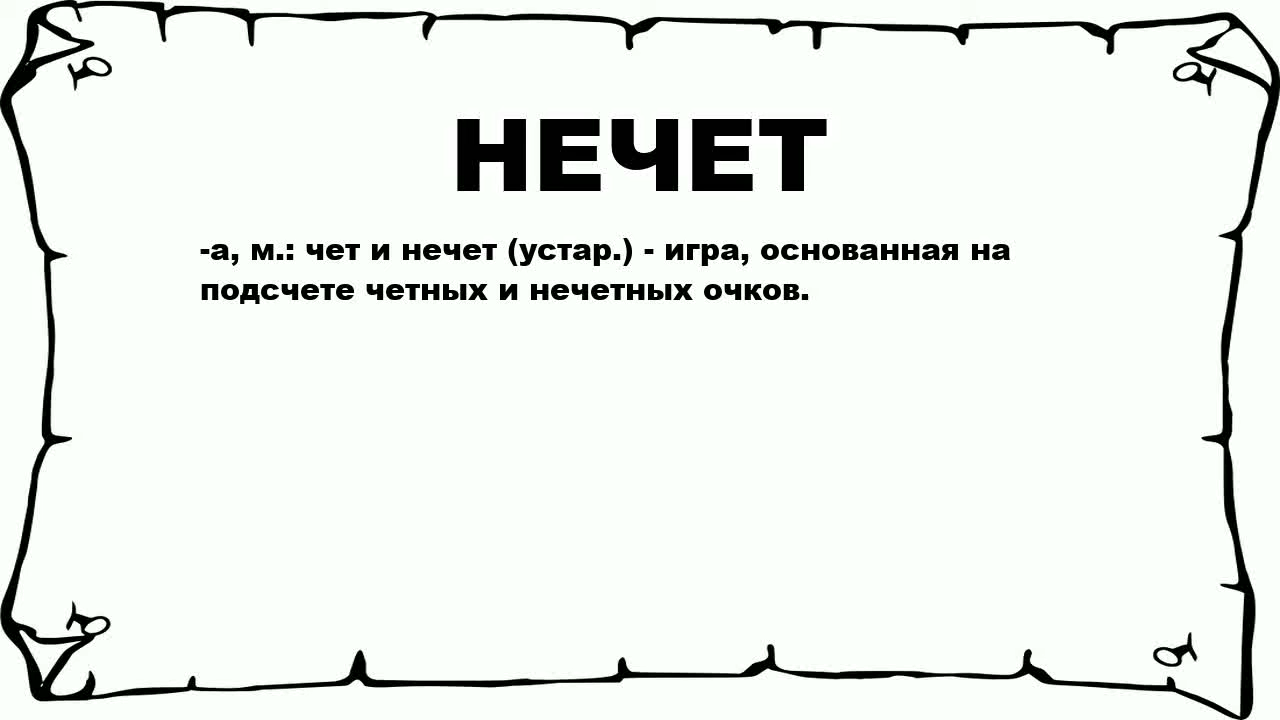 НЕЧЕТ
-а, м.: чет и нечет (устар.) - игра, основанная на
подсчете четных и нечетных очков.